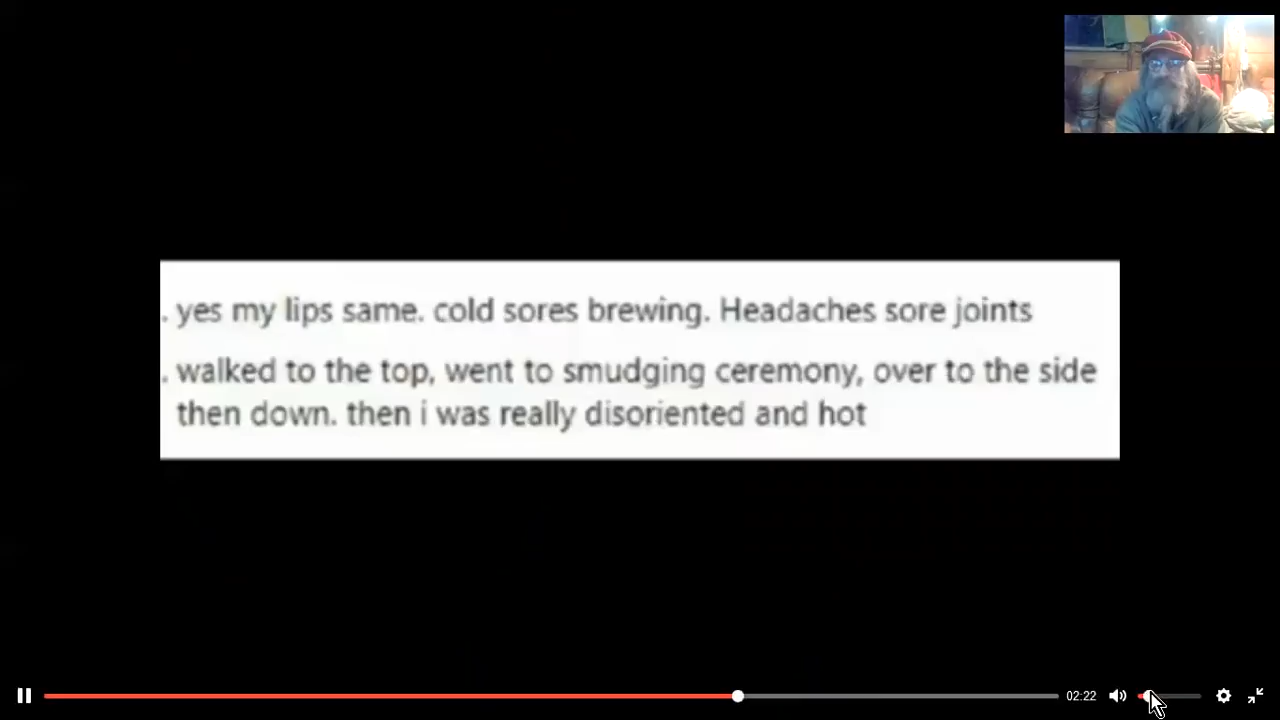 . yes my lips same. cold sores brewing. Headaches sore joints
. walked to the top, went to smudging ceremony, over to the side
then down. then i was really disoriented and hot
02:22